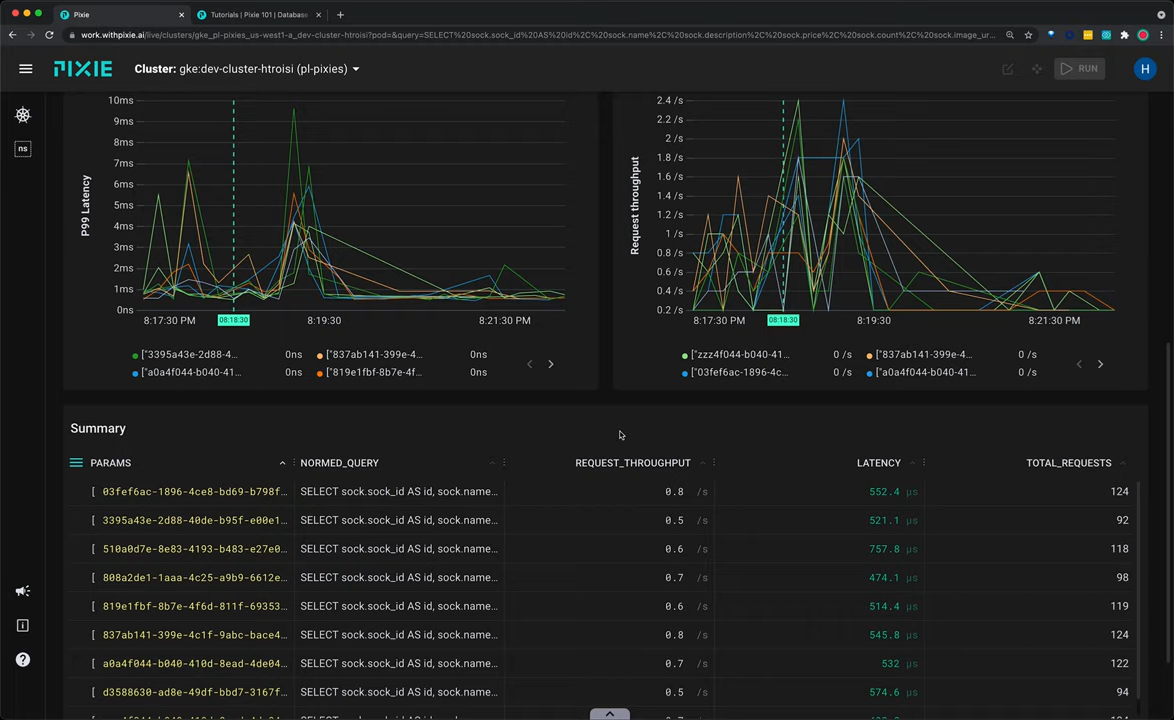 Pixie
Tutorials | Pixie 101 | Database
work.withpixie.ai/live/clusters/gke_pl-pixies_us-west1-a_dev-cluster-htroisi?pod=&query=SELECT%20sock.sock_id%20AS%20id%2C%20sock.name%2C%20sock.description%2C%20sock.price%2C%20sock.count%2C%20sock.image_ur...
PIXIE
Cluster: gke:dev-cluster-htroisi (pl-pixies)
RUN
H
ns
P99 Latency
10ms
9ms
8ms
7ms
6ms
5ms
4ms
3ms
2ms
1ms
0ns
8:17:30 PM
08:18:30
8:19:30
8:21:30 PM
["3395a43e-2d88-4... 0ns
["837ab141-399e-4... 0ns
["a0a4f044-b040-41... 0ns
["819e1fbf-8b7e-4f... 0ns
Request throughput
2.4 /s
2.2 /s
2 /s
1.8 /s
1.6 /s
1.4 /s
1.2 /s
1 /s
0.8 /s
0.6 /s
0.4 /s
0.2 /s
8:17:30 PM
08:18:30
8:19:30
8:21:30 PM
["zzz4f044-b040-41... 0 /s
["837ab141-399e-4... 0 /s
["03fef6ac-1896-4c... 0 /s
["a0a4f044-b040-41... 0 /s
Summary
PARAMS NORMED_QUERY REQUEST_THROUGHPUT LATENCY TOTAL_REQUESTS
[ 03fef6ac-1896-4ce8-bd69-b798f... SELECT sock.sock_id AS id, sock.name... 0.8 /s 552.4 µs 124
[ 3395a43e-2d88-40de-b95f-e00e1... SELECT sock.sock_id AS id, sock.name... 0.5 /s 521.1 µs 92
[ 510a0d7e-8e83-4193-b483-e27e0... SELECT sock.sock_id AS id, sock.name... 0.6 /s 757.8 µs 118
[ 808a2de1-1aaa-4c25-a9b9-6612e... SELECT sock.sock_id AS id, sock.name... 0.7 /s 474.1 µs 98
[ 819e1fbf-8b7e-4f6d-811f-69353... SELECT sock.sock_id AS id, sock.name... 0.6 /s 514.4 µs 119
[ 837ab141-399e-4c1f-9abc-bace4... SELECT sock.sock_id AS id, sock.name... 0.8 /s 545.8 µs 124
[ a0a4f044-b040-410d-8ead-4de04... SELECT sock.sock_id AS id, sock.name... 0.7 /s 532 µs 122
[ d3588630-ad8e-49df-bbd7-3167f... SELECT sock.sock_id AS id, sock.name... 0.5 /s 574.6 µs 94